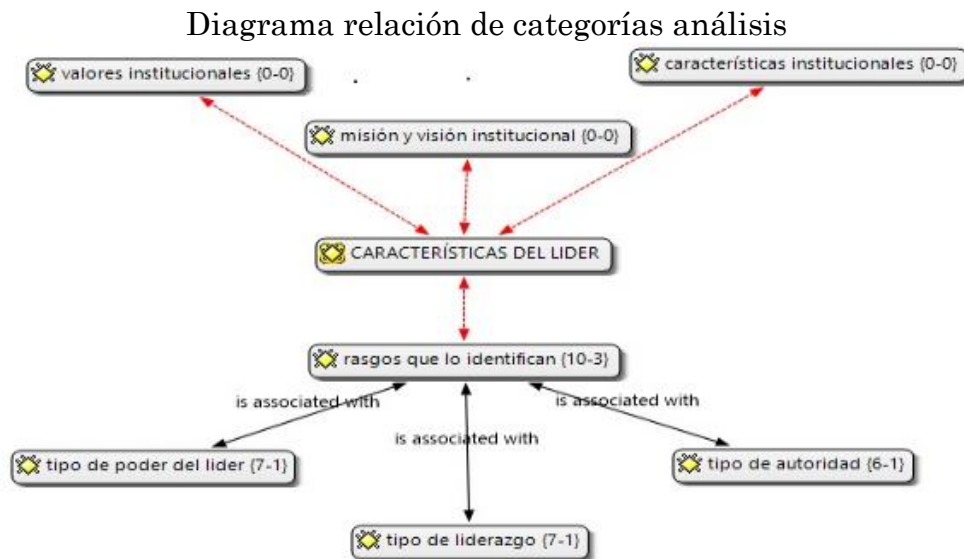 Diagrama relación de categorías análisis
valores institucionales {0-0}
características institucionales {0-0}
misión y visión institucional {0-0}
CARACTERÍSTICAS DEL LIDER
rasgos que lo identifican {10-3}
is associated with
is associated with
is associated with
tipo de poder del lider {7-1}
tipo de autoridad {6-1}
tipo de liderazgo {7-1}